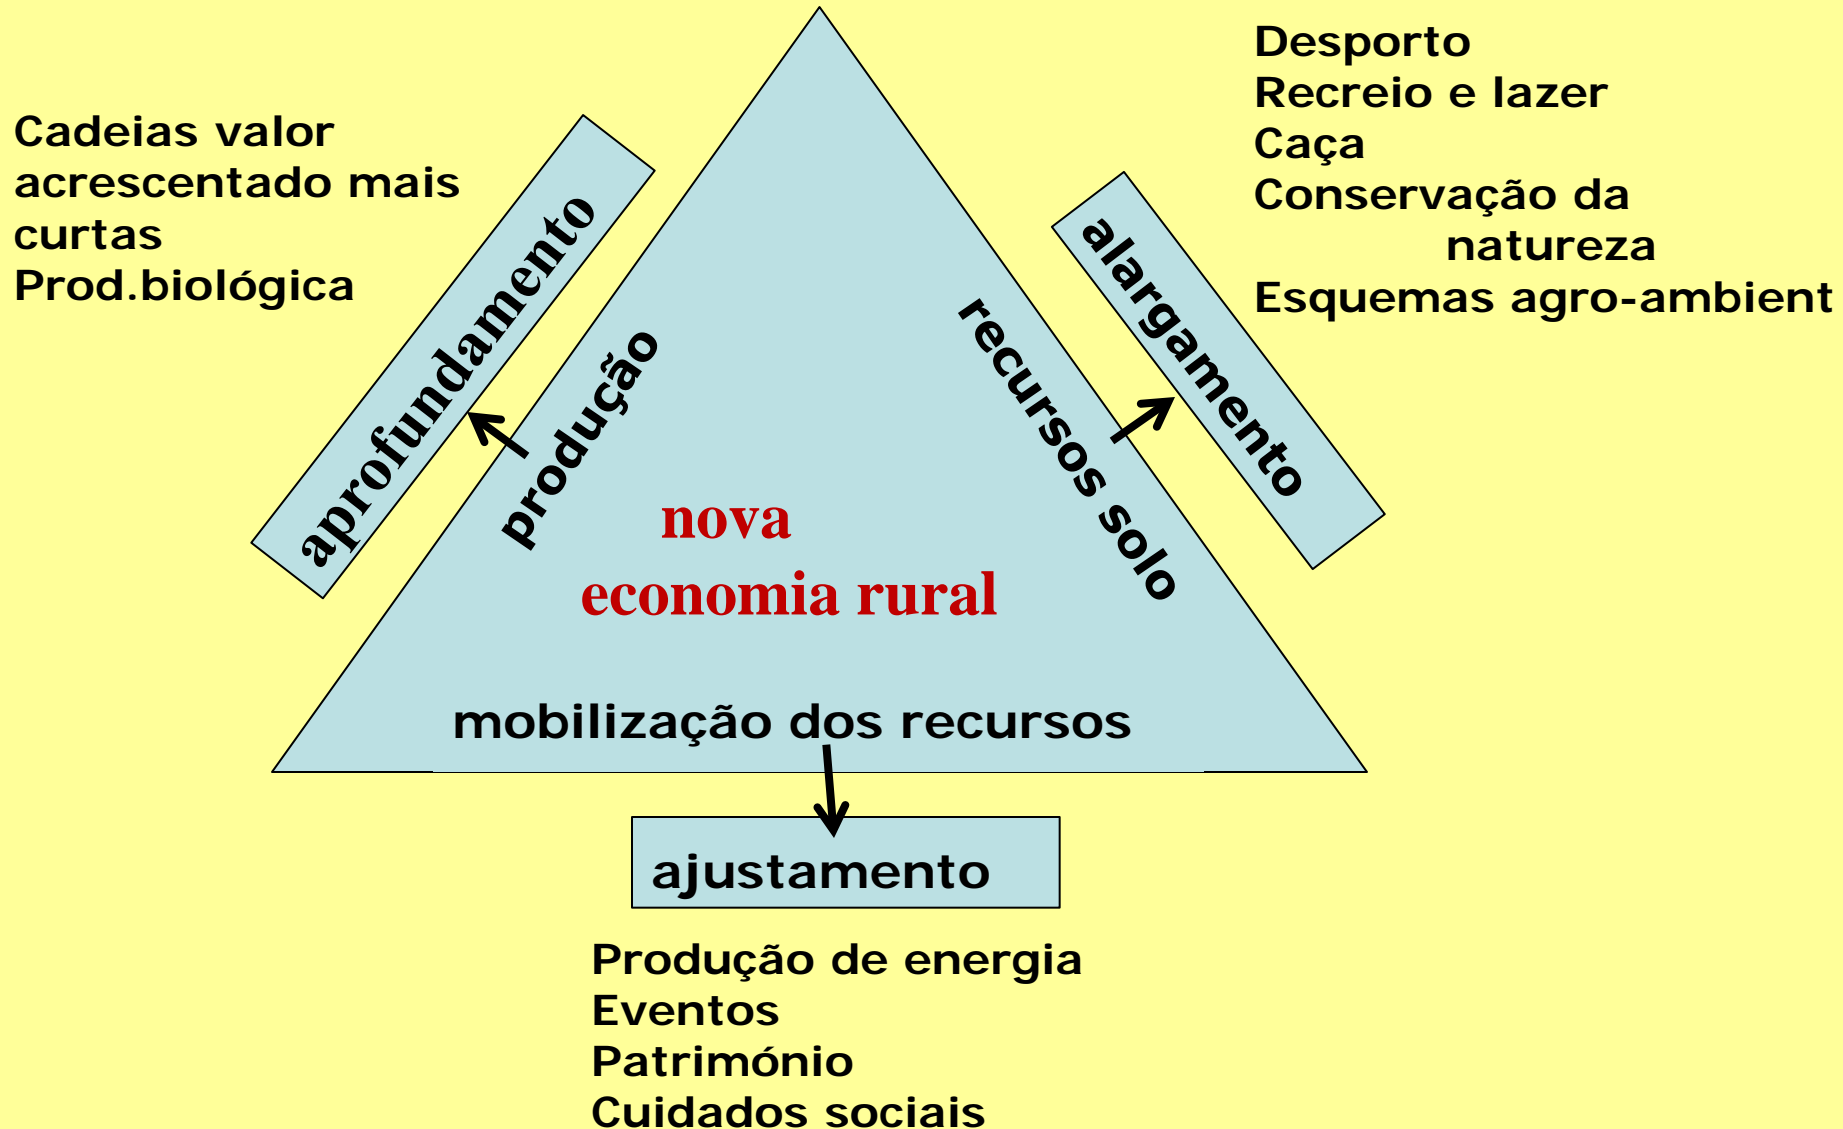 Cadeias valor
acrescentado mais
curtas
Prod.biológica
aprofundamento
produção
Desporto
Recreio e lazer
Caça
Conservação da
natureza
Esquemas agro-ambient
alargamento
recursos solo
nova
economia rural
mobilização dos recursos
ajustamento
Produção de energia
Eventos
Património
Cuidados sociais